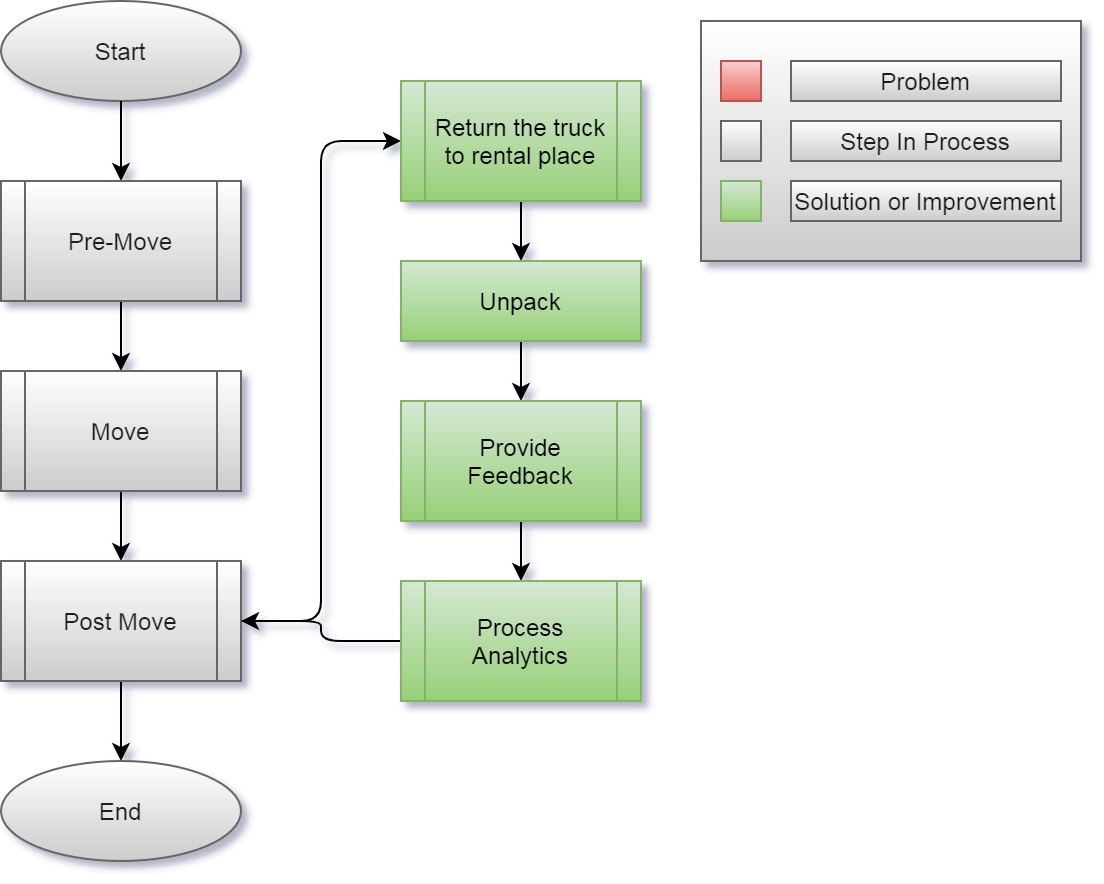 Start
Pre-Move
Move
Post Move
End
Return the truck
to rental place
Unpack
Provide
Feedback
Process
Analytics
Problem
Step In Process
Solution or Improvement